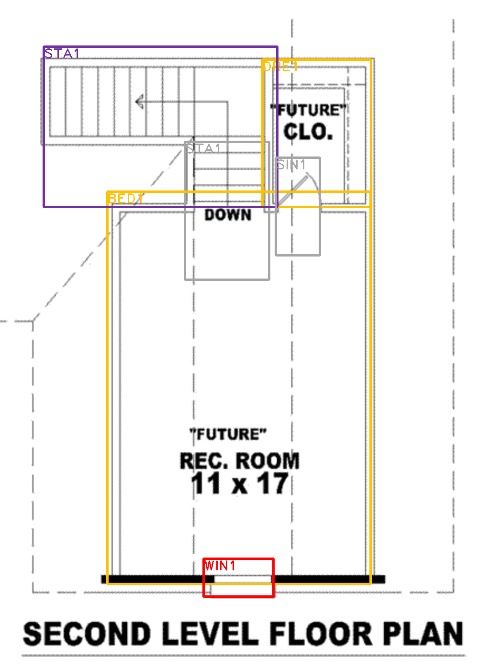 STA1
DRE1
"FUTURE"
CLO.
STA1
SIN1
BED1
DOWN
"FUTURE"
REC. ROOM
11 x 17
WIN1
SECOND LEVEL FLOOR PLAN